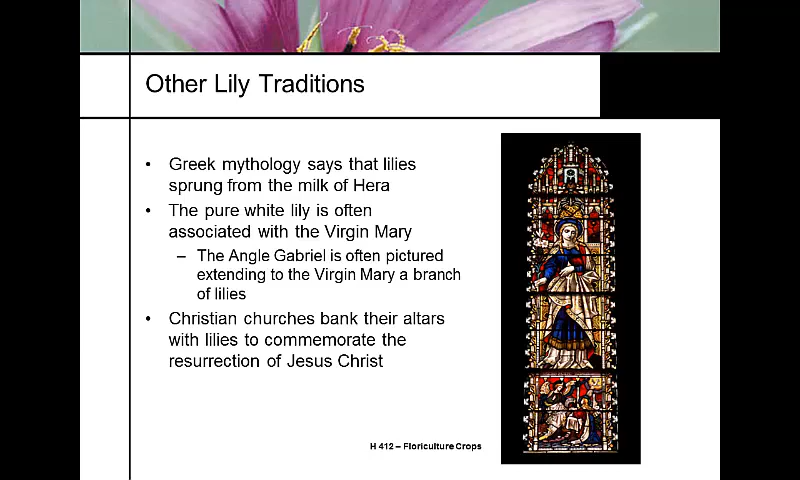 Other Lily Traditions
• Greek mythology says that lilies
sprung from the milk of Hera
• The pure white lily is often
associated with the Virgin Mary
– The Angle Gabriel is often pictured
extending to the Virgin Mary a branch
of lilies
• Christian churches bank their altars
with lilies to commemorate the
resurrection of Jesus Christ
H 412 – Floriculture Crops